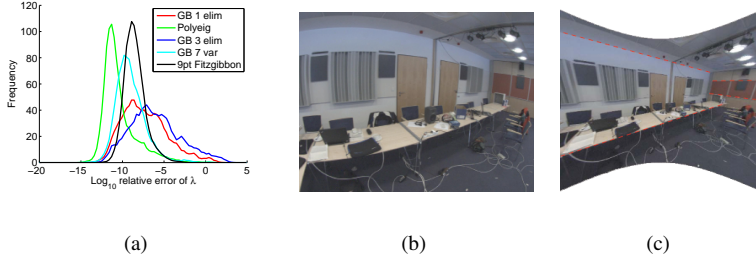 120
100
80
60
40
20
0
Frequency
GB 1 elim
Polyeig
GB 3 elim
GB 7 var
9pt Fitzgibbon
−20 −15 −10 −5 0 5
Log10 relative error of λ
(a) (b) (c)